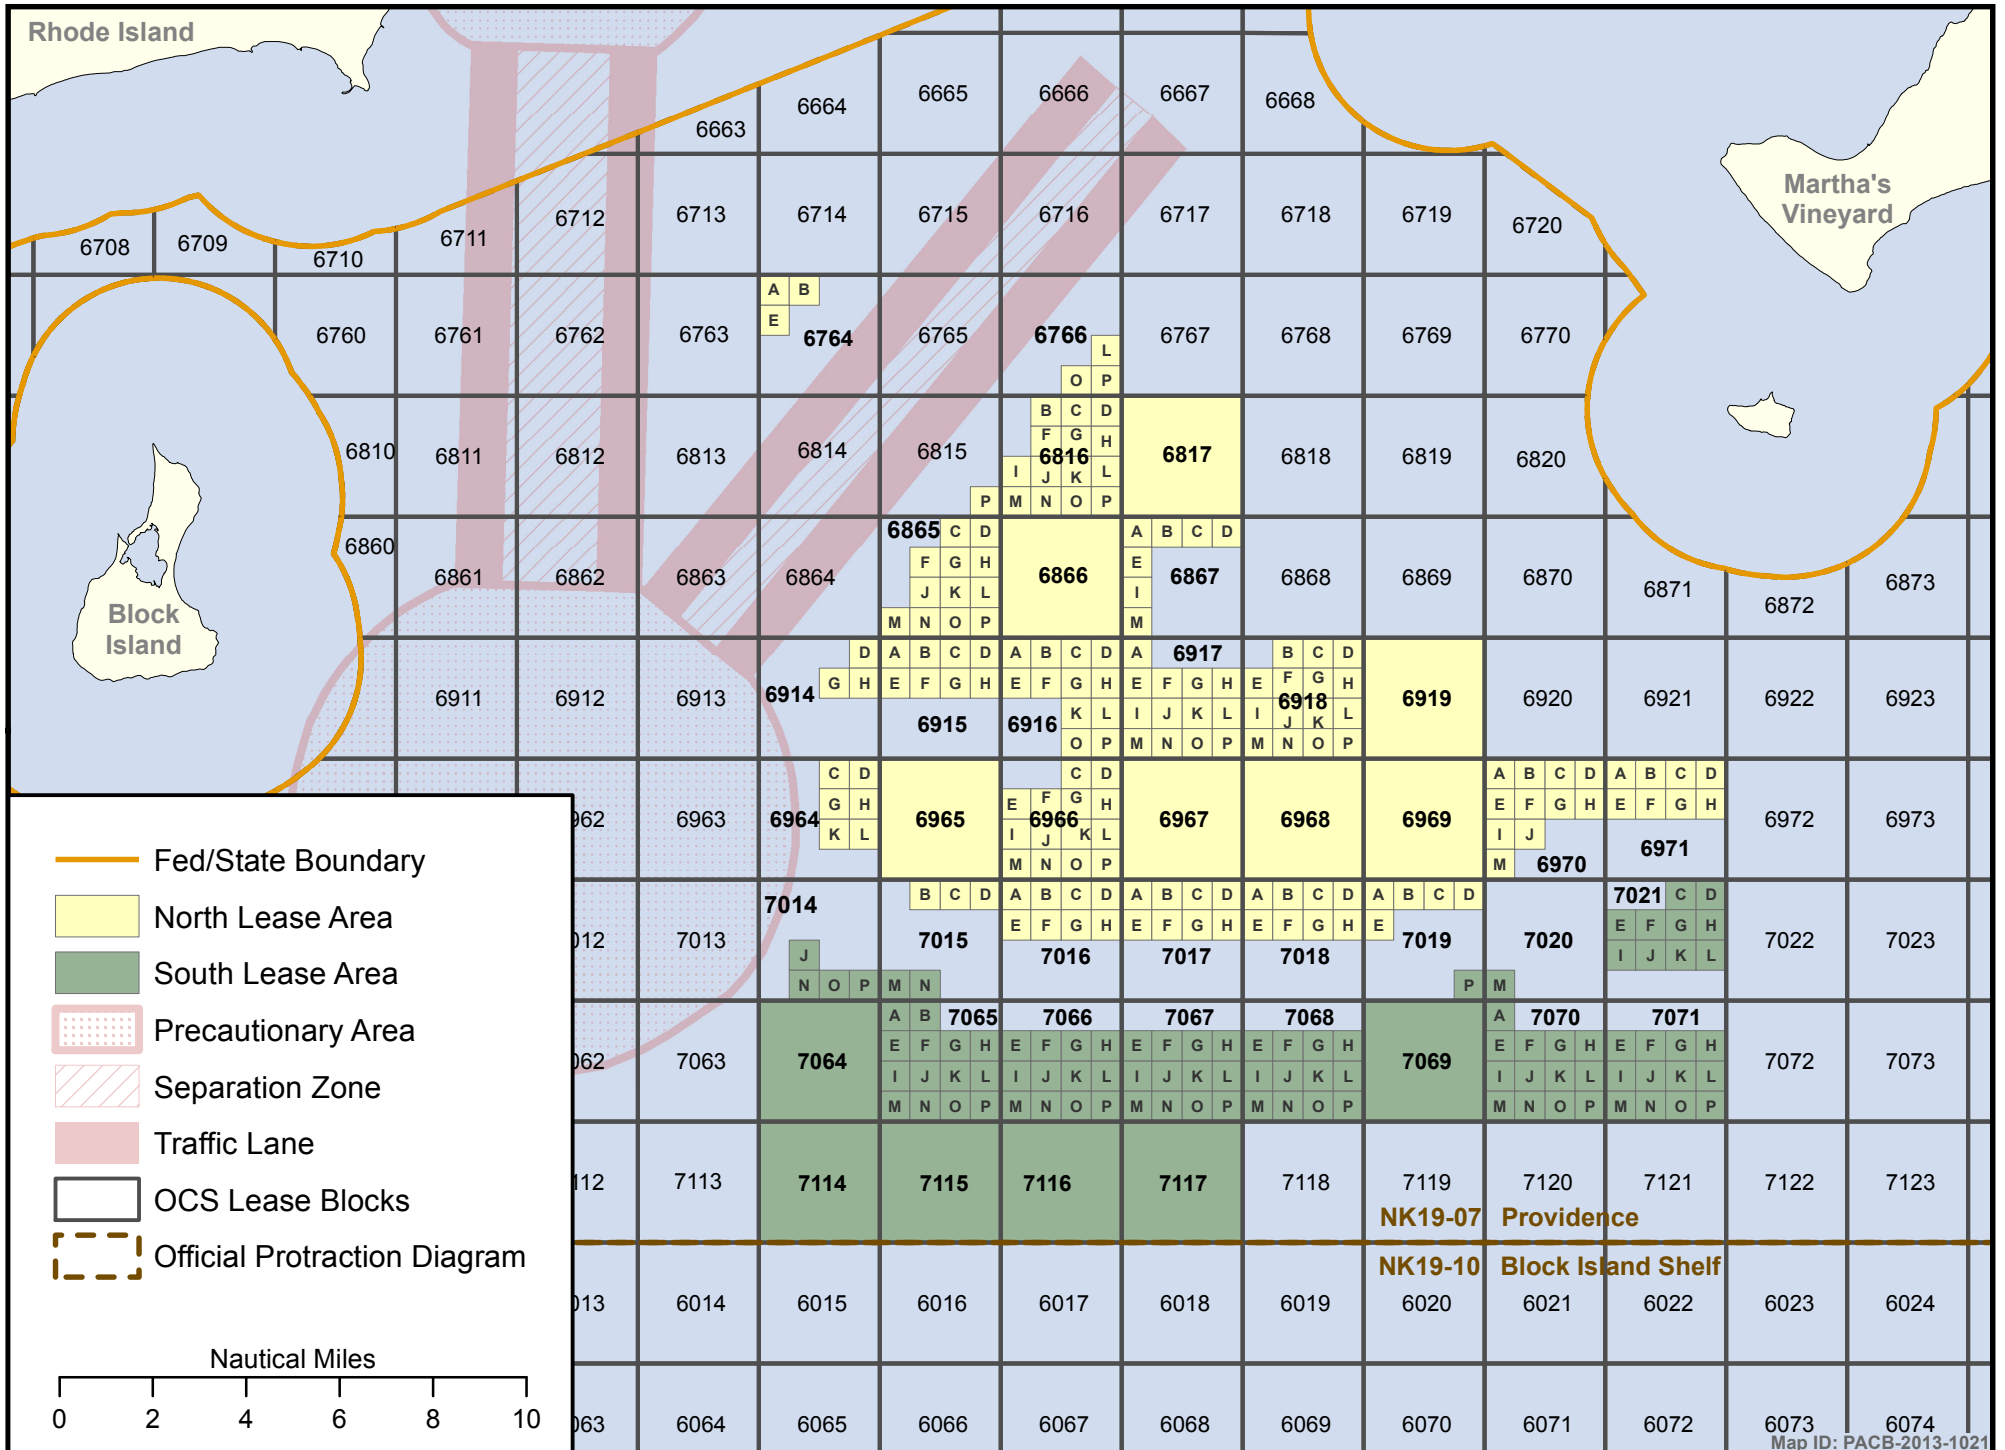 Rhode Island
6664 6665 6666 6667 6668
6663
Martha's
Vineyard
6708 6709 6710 6711 6712 6713 6714 6715 6716 6717 6718 6719 6720
A B
E
6760 6761 6762 6763 6764 6765 6766 6767 6768 6769 6770
L
O P
B C D
F G H
6810 6811 6812 6813 6814 6815 6816 6817 6818 6819 6820
I J K L
P M N O P
6865 C D A B C D
6860 F G H E
6861 6862 6863 6864 6866 6867 6868 6869 6870 6871 6872 6873
J K L I
M N O P M
Block
Island
D A B C D A B C D A 6917 B C D
G H E F G H E F G H E F G H E F G H
6911 6912 6913 6914 6915 6916 6918 6919 6920 6921 6922 6923
K L I J K L I J K L
O P M N O P M N O P
C D C D A B C D A B C D
G H E F G H E F G H E F G H
6963 6964 6965 6966 6967 6968 6969 6970 6971 6972 6973
K L I J K L I J
M N O P M
7014 B C D A B C D A B C D A B C D A B C D 7021 C D
E F G H E F G H E F G H E E F G H
7013 7015 7016 7017 7018 7019 7020 7022 7023
J I J K L
N O P M N P M
A B 7065 7066 7067 7068 A 7070 7071
E F G H E F G H E F G H E F G H E F G H E F G H
7063 7064 7069 7072 7073
I J K L I J K L I J K L I J K L I J K L I J K L
M N O P M N O P M N O P M N O P M N O P M N O P
7113 7114 7115 7116 7117 7118 7119 7120 7121 7122 7123
NK19-07 Providence
NK19-10 Block Island Shelf
6014 6015 6016 6017 6018 6019 6020 6021 6022 6023 6024
6064 6065 6066 6067 6068 6069 6070 6071 6072 6073 6074
Fed/State Boundary
North Lease Area
South Lease Area
Precautionary Area
Separation Zone
Traffic Lane
OCS Lease Blocks
Official Protraction Diagram
Nautical Miles
0 2 4 6 8 10
Map ID: PACB-2013-1021